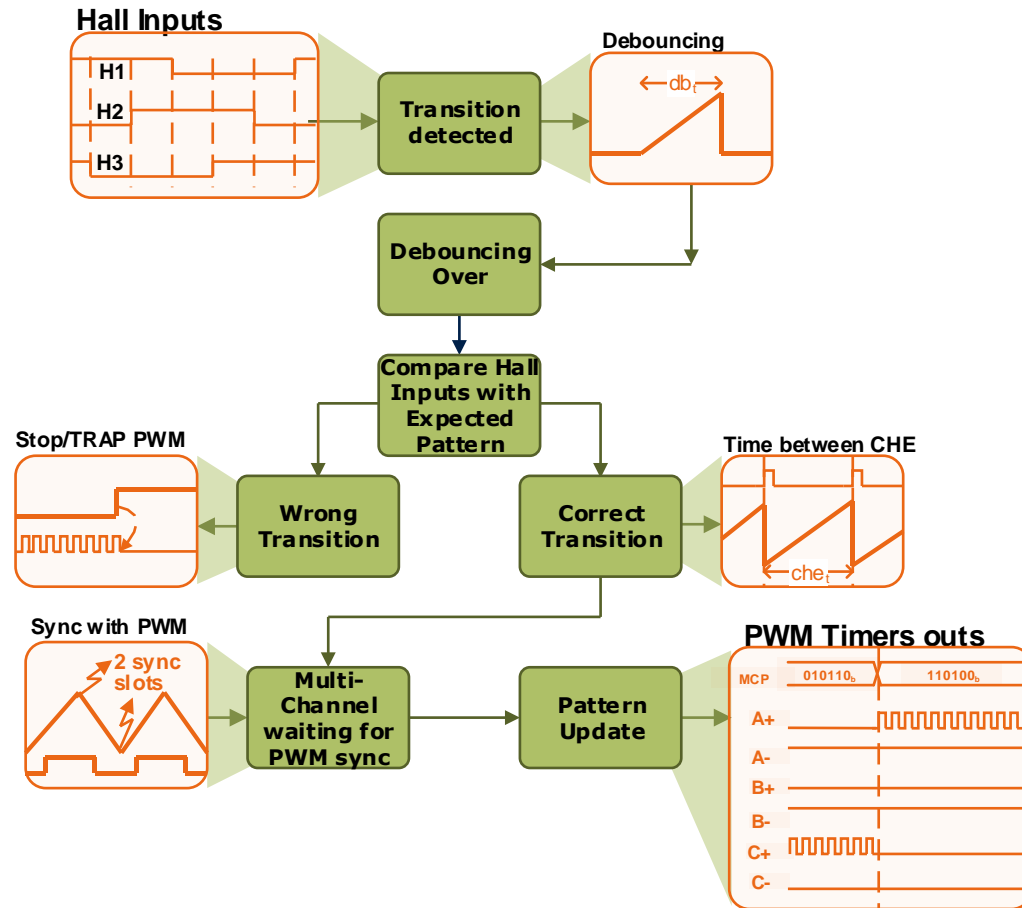 Hall Inputs
H1
H2
H3
Transition
detected
Debouncing
dbt
Debouncing
Over
Compare Hall
Inputs with
Expected
Pattern
Stop/TRAP PWM
Wrong
Transition
Correct
Transition
Time between CHE
chet
Sync with PWM
2 sync
slots
Multi-
Channel
waiting for
PWM sync
Pattern
Update
PWM Timers outs
MCP
010110b
110100b
A+
A-
B+
B-
C+
C-